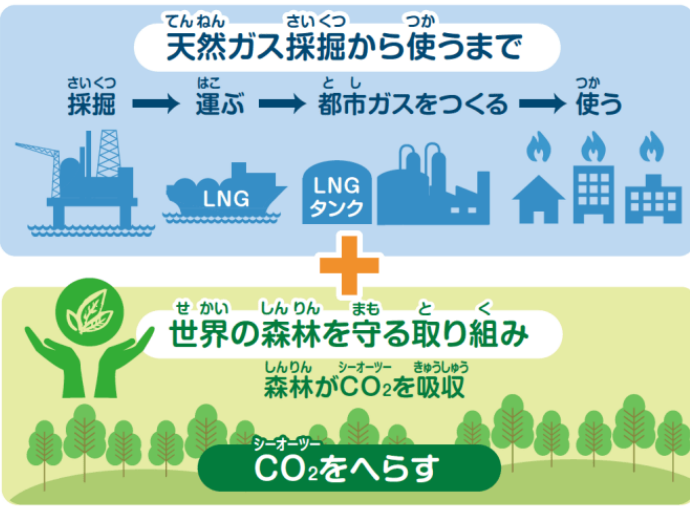 てんねん さいくつ つか
天然ガス採掘から使うまで
さいくつ はこ とし つか
採掘 → 運ぶ → 都市ガスをつくる → 使う
LNG
LNG
タンク
+
せかい しんりん まも と く
世界の森林を守る取り組み
しんりん シーオーツー きゅうしゅう
森林がCO₂を吸収
シーオーツー
CO₂をへらす